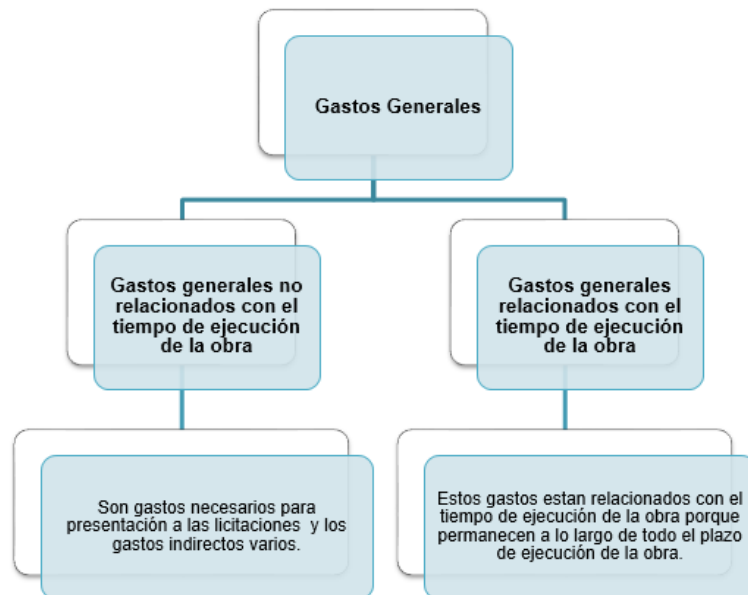 Gastos Generales
Gastos generales no
relacionados con el
tiempo de ejecución
de la obra
Gastos generales
relacionados con el
tiempo de ejecución
de la obra
Son gastos necesarios para
presentación a las licitaciones  y los
gastos indirectos varios.
Estos gastos estan relacionados con el
tiempo de ejecución de la obra porque
permanecen a lo largo de todo el plazo
de ejecución de la obra.